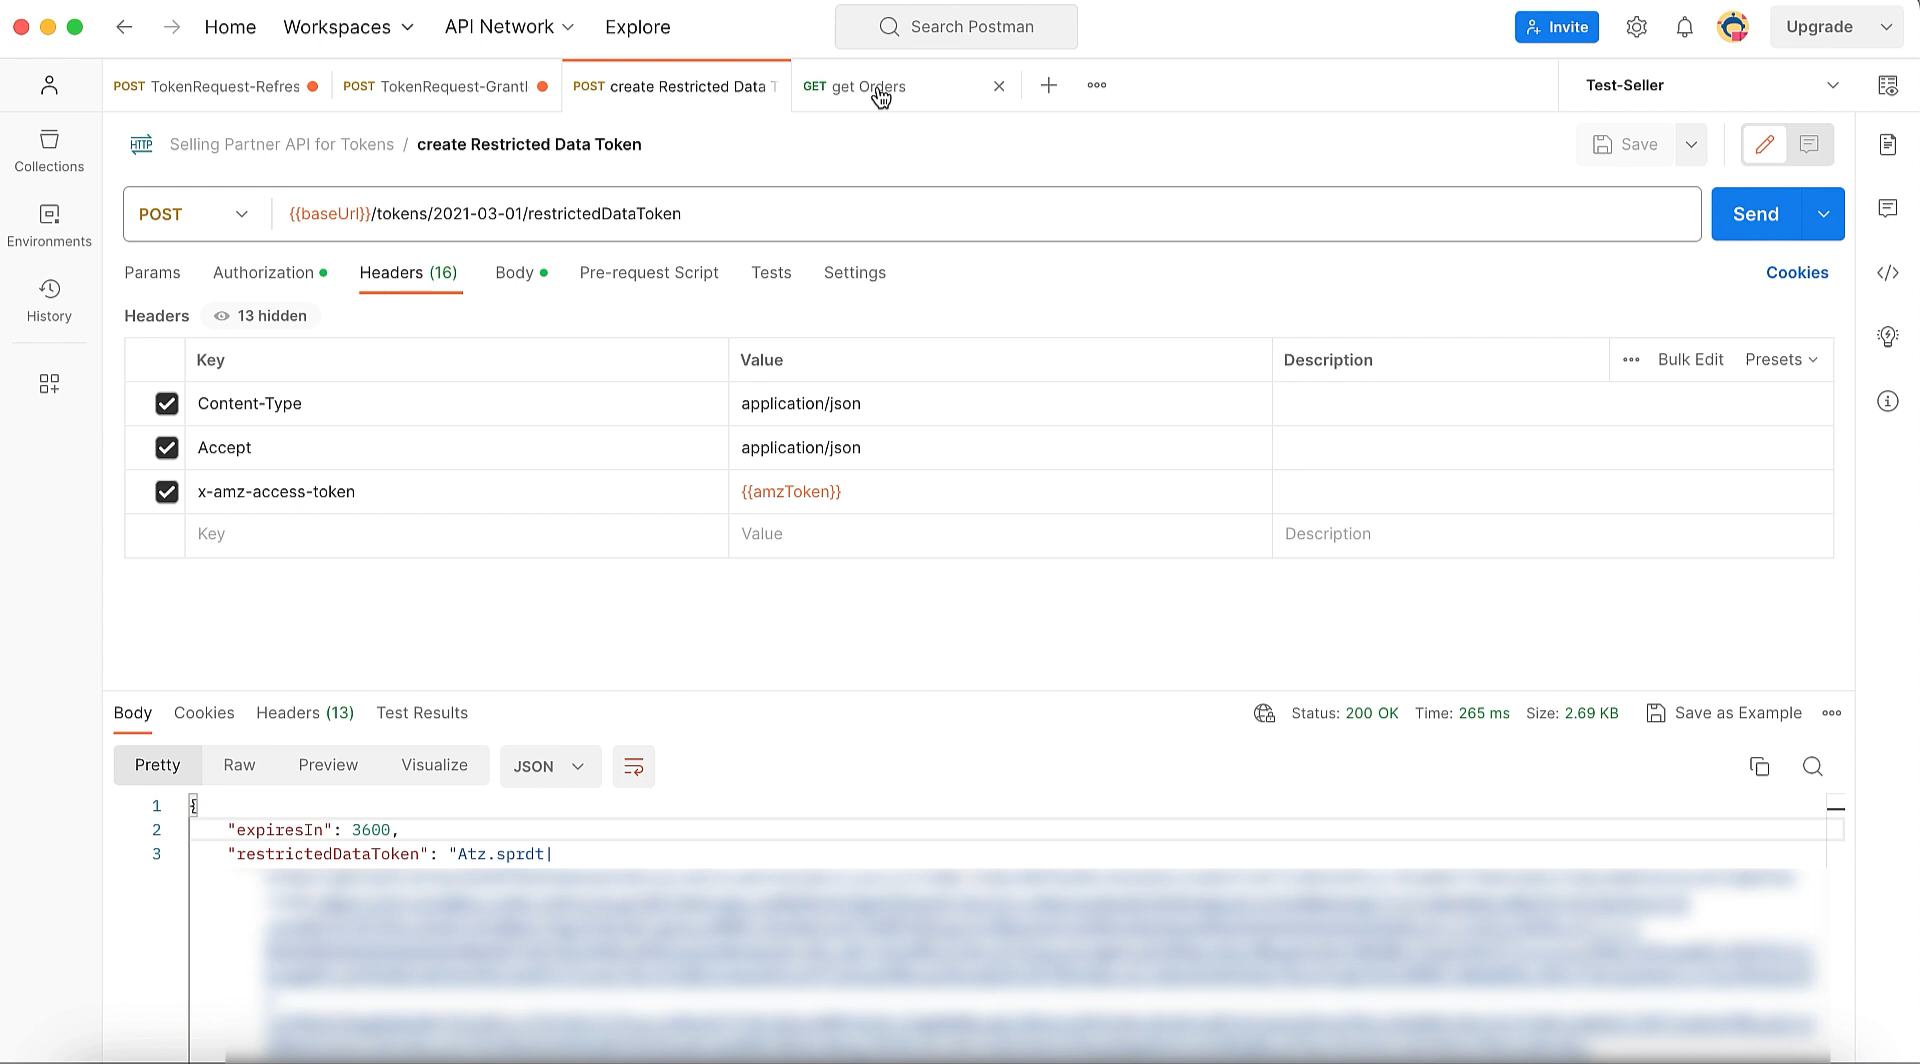 Home Workspaces API Network Explore Search Postman Invite Upgrade
POST TokenRequest-Refres POST TokenRequest-Grantl POST create Restricted Data T GET get Orders Test-Seller
HTTP Selling Partner API for Tokens / create Restricted Data Token Save
Collections
POST {{baseUrl}}/tokens/2021-03-01/restrictedDataToken Send
Environments
Params Authorization Headers (16) Body Pre-request Script Tests Settings Cookies
History
Headers 13 hidden
Key Value Description Bulk Edit Presets
Content-Type application/json
Accept application/json
x-amz-access-token {{amzToken}}
Key Value Description
Body Cookies Headers (13) Test Results Status: 200 OK Time: 265 ms Size: 2.69 KB Save as Example
Pretty Raw Preview Visualize JSON
1 {
2 "expiresIn": 3600,
3 "restrictedDataToken": "Atz.sprdt|